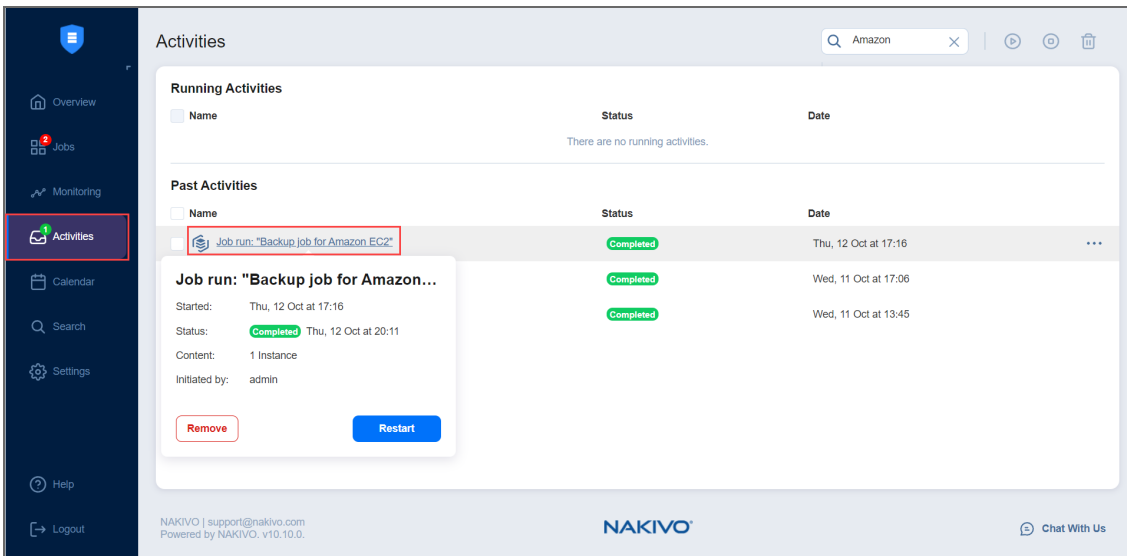 Activities
Amazon
Overview
2
Jobs
Monitoring
1
Activities
Calendar
Search
Settings
Help
Logout
Running Activities
Name Status Date
There are no running activities.
Past Activities
Name Status Date
Job run: "Backup job for Amazon EC2" Completed Thu, 12 Oct at 17:16
Completed Wed, 11 Oct at 17:06
Completed Wed, 11 Oct at 13:45
Job run: "Backup job for Amazon...
Started: Thu, 12 Oct at 17:16
Status: Completed Thu, 12 Oct at 20:11
Content: 1 Instance
Initiated by: admin
Remove Restart
NAKIVO | support@nakivo.com
Powered by NAKIVO. v10.10.0.
NAKIVO®
Chat With Us